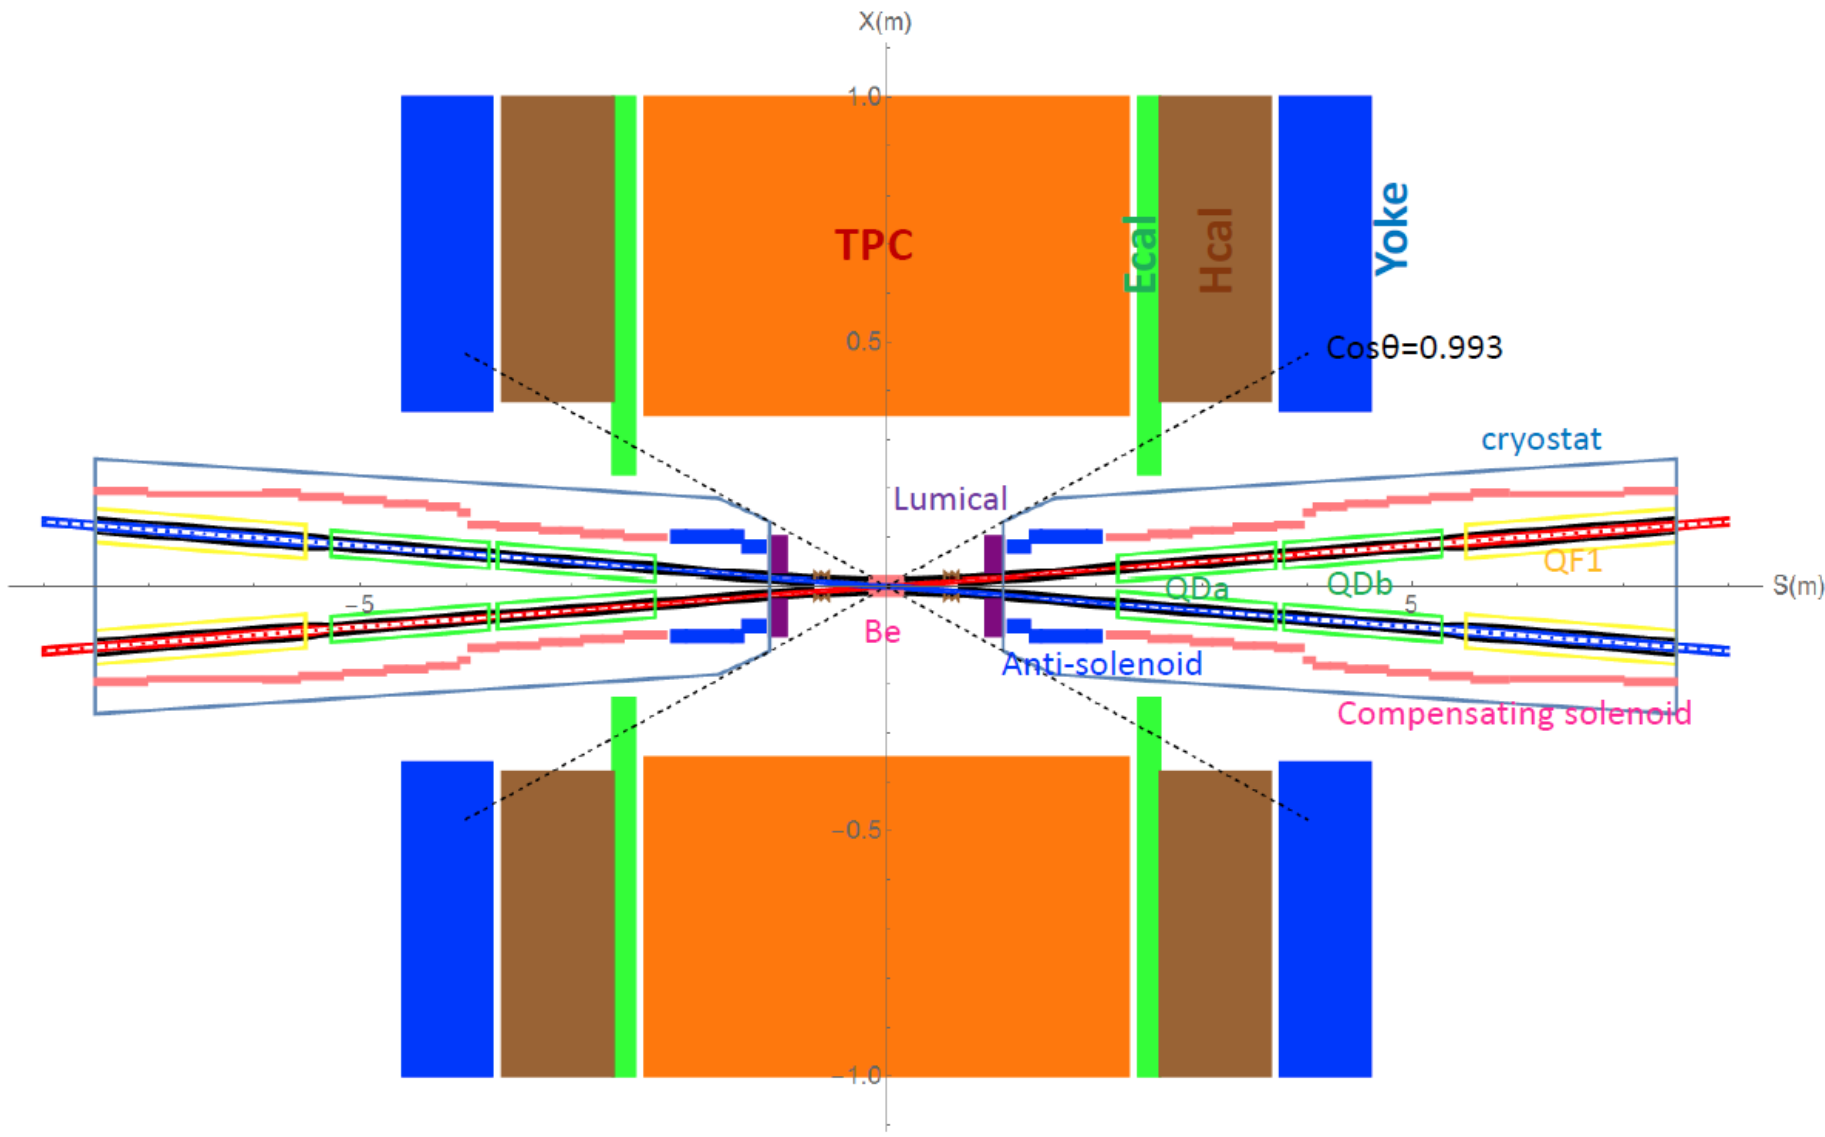 X(m)
1.0
TPC
Ecal
Hcal
Yoke
0.5
Cosθ=0.993
cryostat
Lumical
QF1
QDa
QDb
−5
5
S(m)
Be
Anti-solenoid
Compensating solenoid
−0.5
−1.0